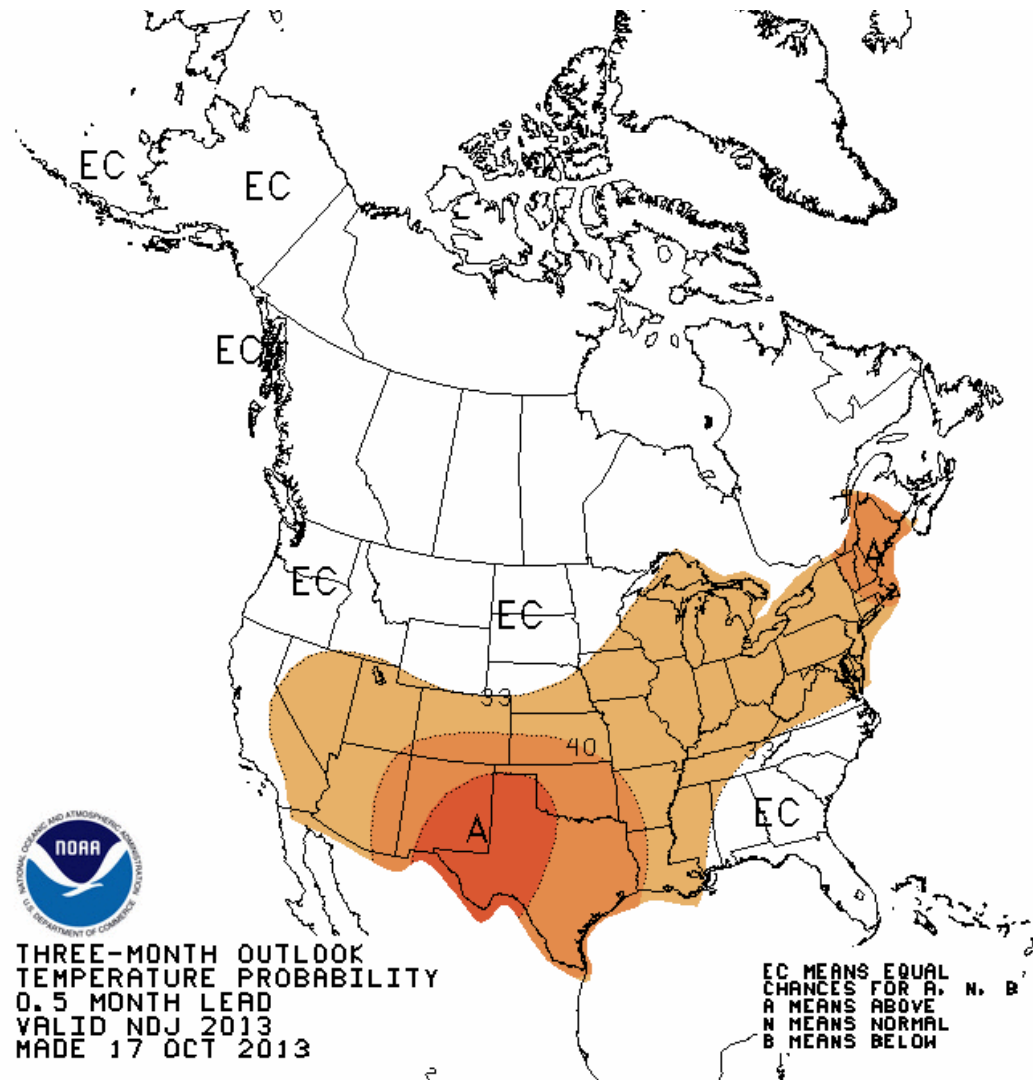 EC
EC
EC
EC
EC
A
33
40
A
EC
NOAA
NATIONAL OCEANIC AND ATMOSPHERIC ADMINISTRATION
U.S. DEPARTMENT OF COMMERCE
THREE-MONTH OUTLOOK
TEMPERATURE PROBABILITY
0.5 MONTH LEAD
VALID NDJ 2013
MADE 17 OCT 2013
EC MEANS EQUAL
CHANCES FOR A, N, B
A MEANS ABOVE
N MEANS NORMAL
B MEANS BELOW